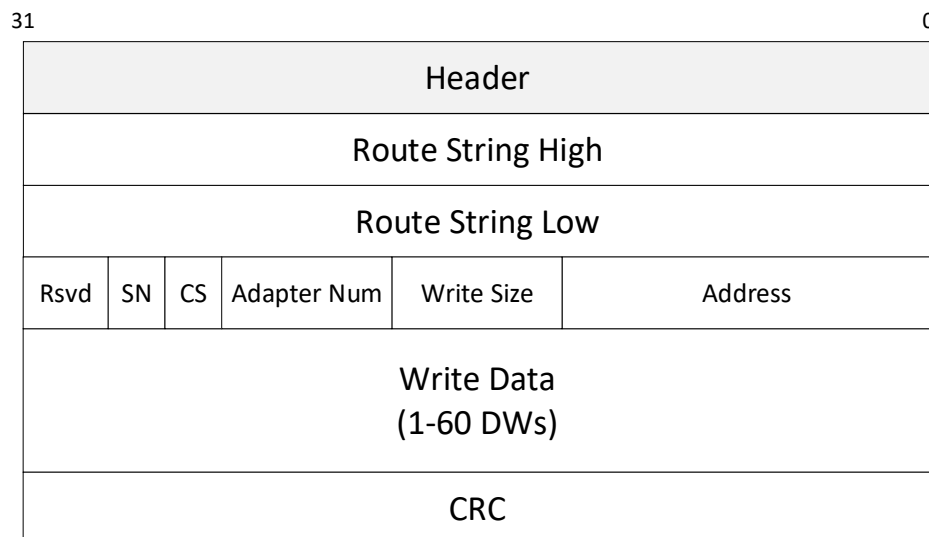 31 0
Header
Route String High
Route String Low
Rsvd SN CS Adapter Num Write Size Address
Write Data
(1-60 DWs)
CRC